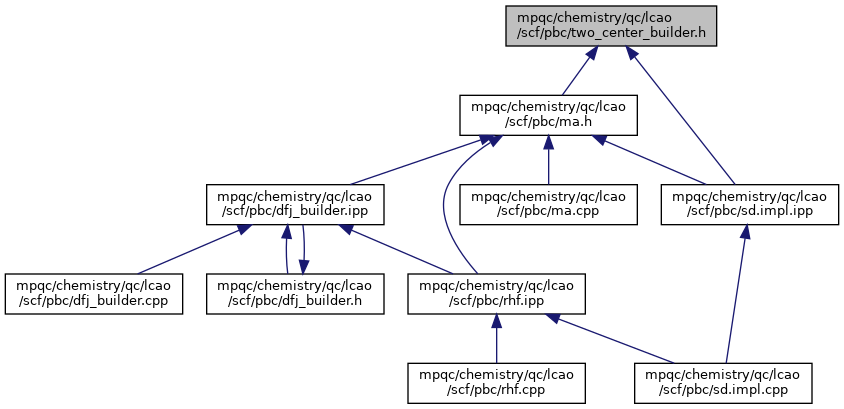 mpqc/chemistry/qc/lcao
/scf/pbc/two_center_builder.h
mpqc/chemistry/qc/lcao
/scf/pbc/ma.h
mpqc/chemistry/qc/lcao
/scf/pbc/dfj_builder.ipp
mpqc/chemistry/qc/lcao
/scf/pbc/ma.cpp
mpqc/chemistry/qc/lcao
/scf/pbc/sd.impl.ipp
mpqc/chemistry/qc/lcao
/scf/pbc/dfj_builder.cpp
mpqc/chemistry/qc/lcao
/scf/pbc/dfj_builder.h
mpqc/chemistry/qc/lcao
/scf/pbc/rhf.ipp
mpqc/chemistry/qc/lcao
/scf/pbc/rhf.cpp
mpqc/chemistry/qc/lcao
/scf/pbc/sd.impl.cpp